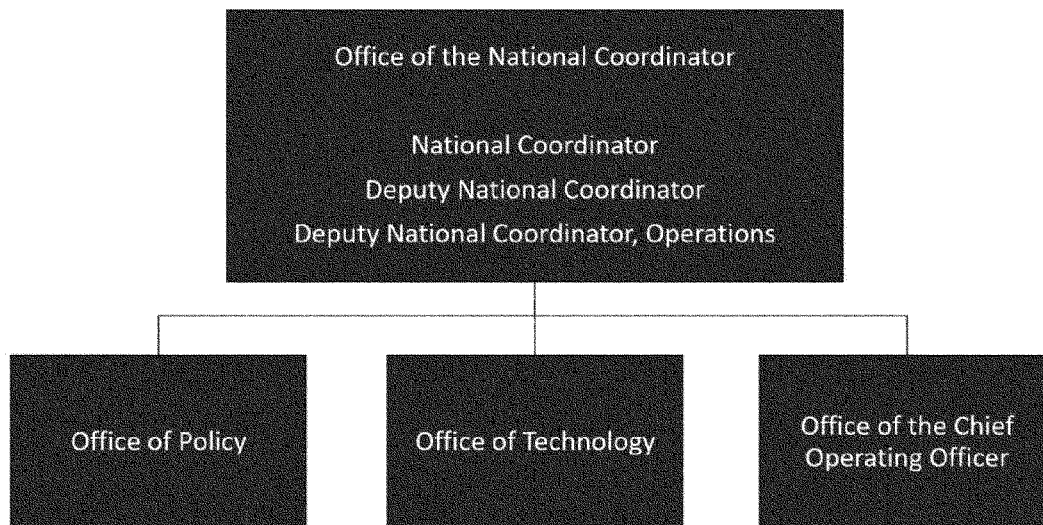 Office of the National Coordinator
National Coordinator
Deputy National Coordinator
Deputy National Coordinator, Operations
Office of Policy
Office of Technology
Office of the Chief
Operating Officer